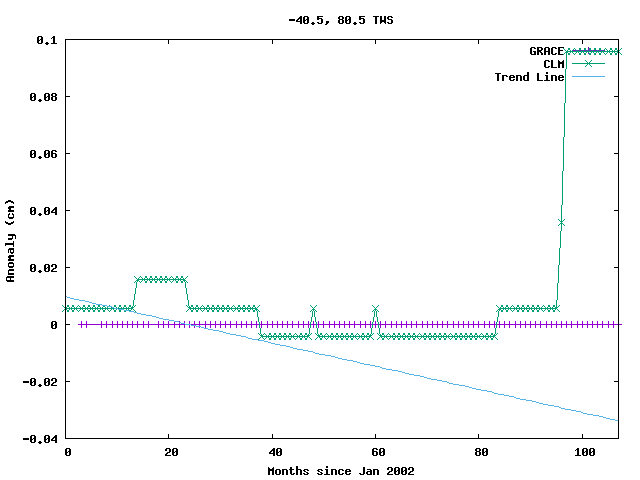 -40.5, 80.5 TWS
GRACE
CLM
Trend Line
0.1
0.08
0.06
0.04
0.02
0
-0.02
-0.04
Anomaly (cm)
0 20 40 60 80 100
Months since Jan 2002